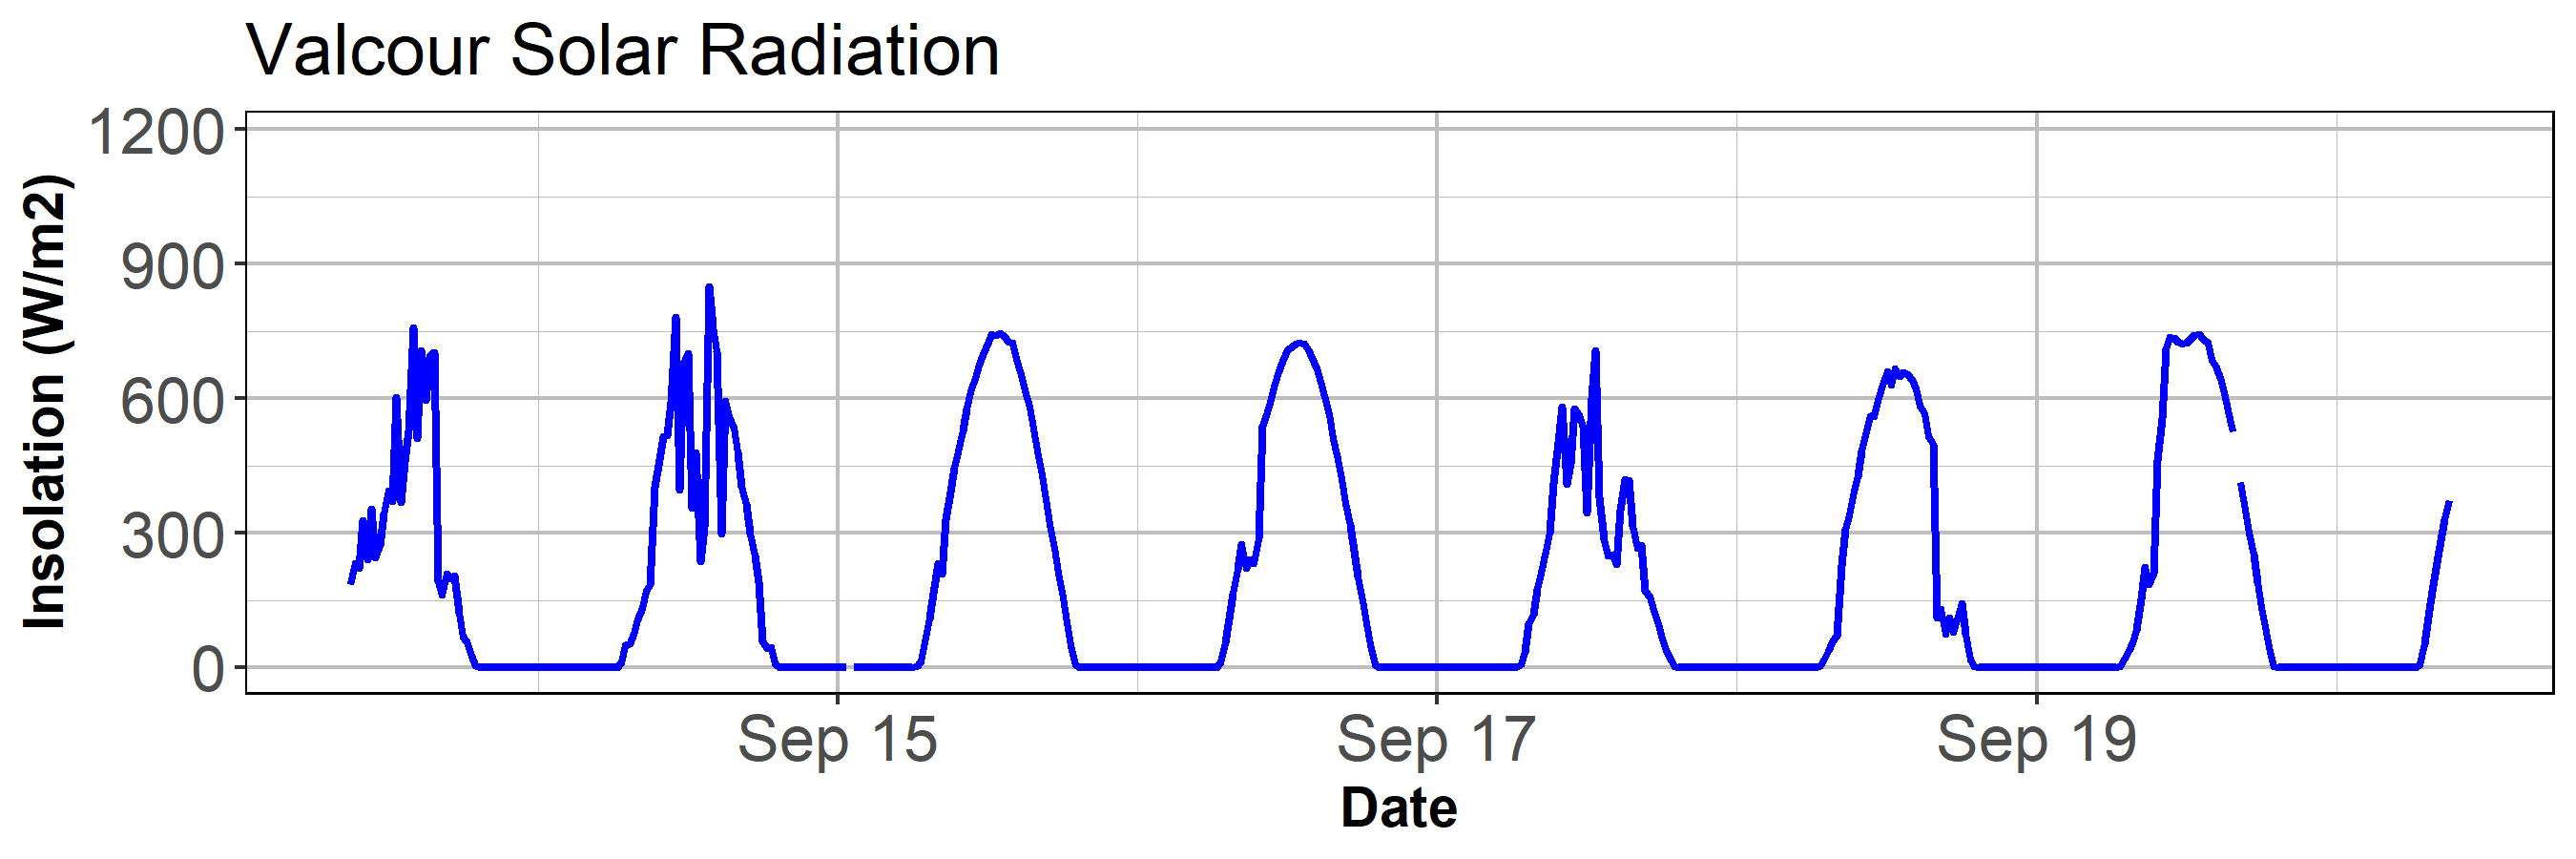 Valcour Solar Radiation
1200
900
600
300
0
Insolation (W/m2)
Sep 15
Sep 17
Sep 19
Date